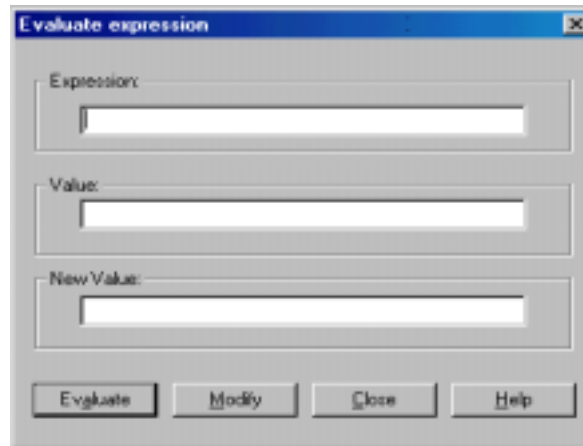 Evaluate expression
Expression:
Value:
New Value:
Evaluate Modify Close Help